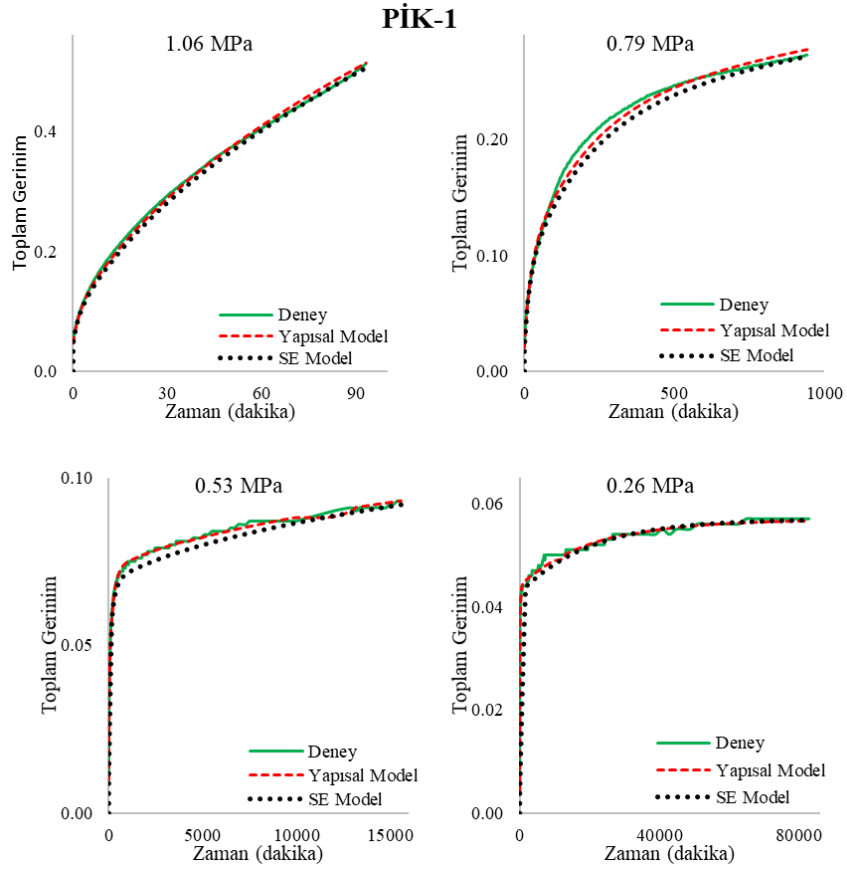 PİK-1
1.06 MPa
Toplam Gerinim
0.4
0.2
0.0
0
30
60
90
Zaman (dakika)
Deney
Yapısal Model
SE Model
0.79 MPa
Toplam Gerinim
0.20
0.10
0.00
0
500
1000
Zaman (dakika)
Deney
Yapısal Model
SE Model
0.53 MPa
Toplam Gerinim
0.10
0.05
0.00
0
5000
10000
15000
Zaman (dakika)
Deney
Yapısal Model
SE Model
0.26 MPa
Toplam Gerinim
0.06
0.04
0.02
0.00
0
40000
80000
Zaman (dakika)
Deney
Yapısal Model
SE Model